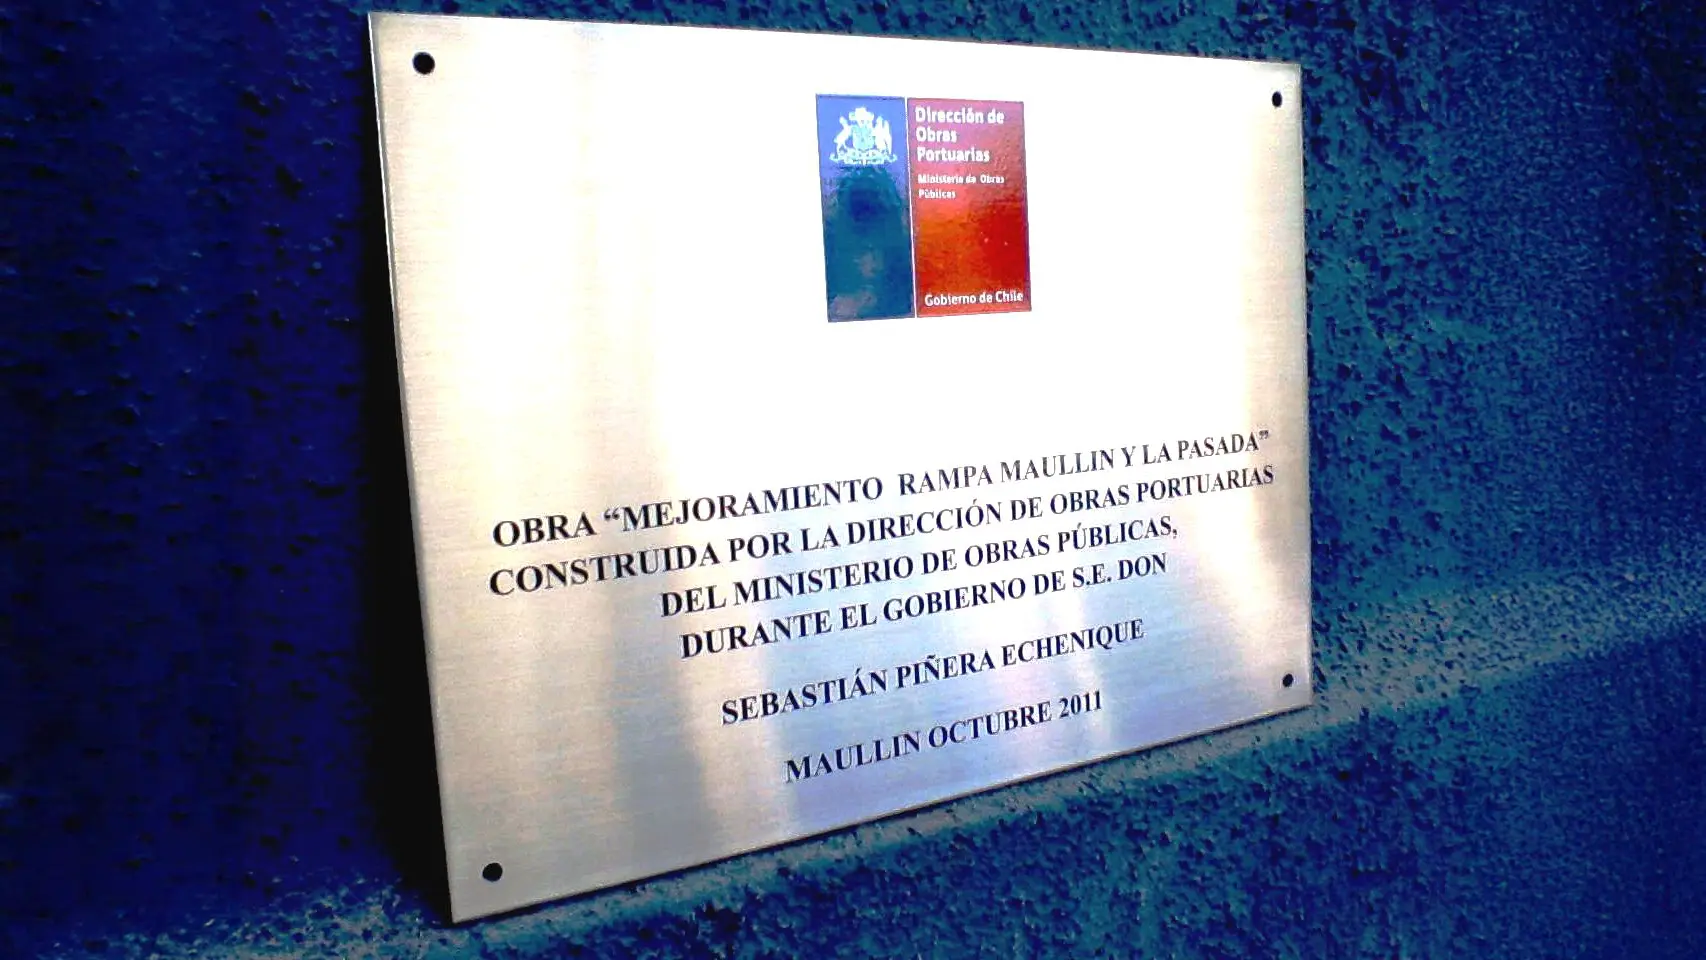 Dirección de
Obras
Portuarias
Ministerio de Obras
Públicas
Gobierno de Chile
OBRA “MEJORAMIENTO RAMPA MAULLIN Y LA PASADA”
CONSTRUIDA POR LA DIRECCIÓN DE OBRAS PORTUARIAS
DEL MINISTERIO DE OBRAS PÚBLICAS,
DURANTE EL GOBIERNO DE S.E. DON
SEBASTIÁN PIÑERA ECHENIQUE
MAULLIN OCTUBRE 2011